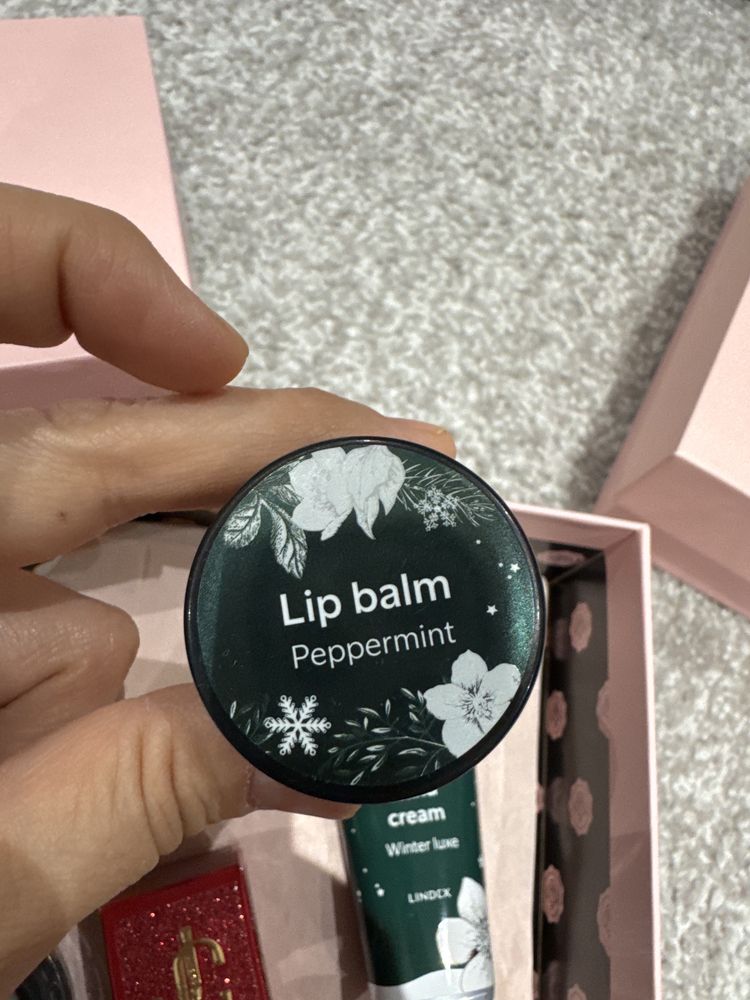 Lip balm
Peppermint
cream
Winter luxe
LINDEX